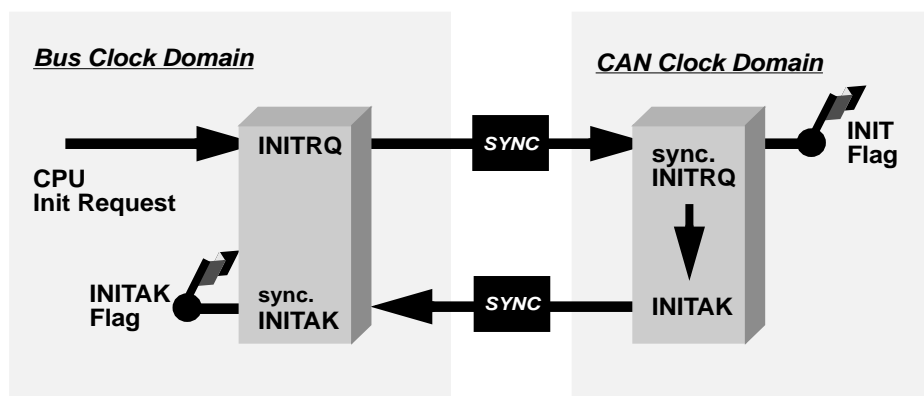 Bus Clock Domain
CAN Clock Domain
CPU
Init Request
INITRQ
SYNC
sync.
INITRQ
INIT
Flag
INITAK
Flag
sync.
INITAK
SYNC
INITAK